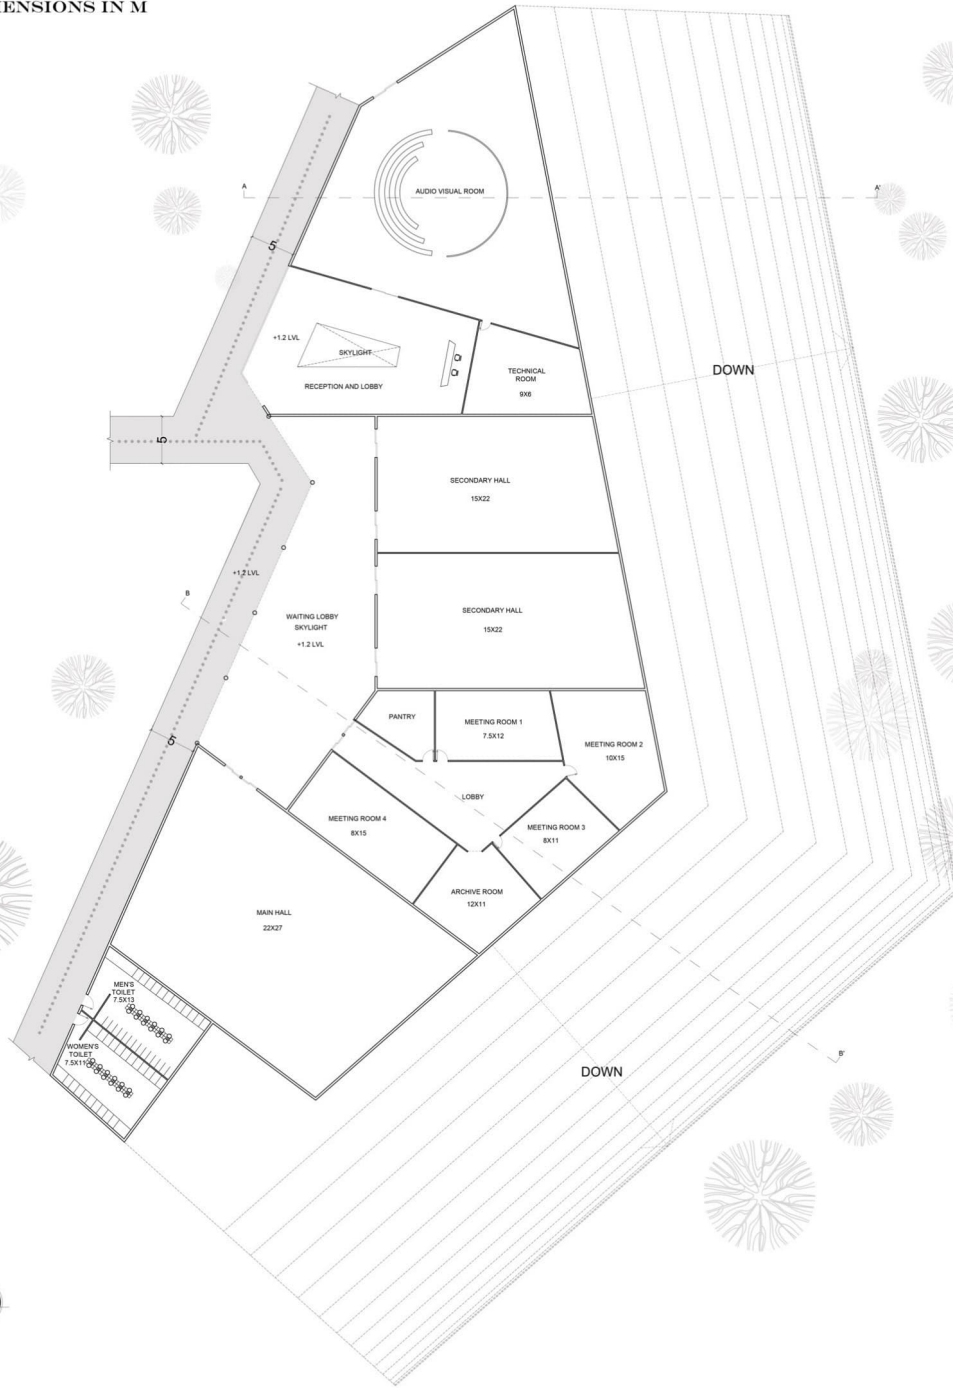 ENSIONS IN M
A
AUDIO VISUAL ROOM
A'
5
+1.2 LVL
SKYLIGHT
RECEPTION AND LOBBY
TECHNICAL
ROOM
9X6
DOWN
5
SECONDARY HALL
15X22
+1.2 LVL
B
WAITING LOBBY
SKYLIGHT
+1.2 LVL
SECONDARY HALL
15X22
5
PANTRY
MEETING ROOM 1
7.5X12
MEETING ROOM 2
10X15
LOBBY
MEETING ROOM 4
8X15
MEETING ROOM 3
8X11
ARCHIVE ROOM
12X11
MAIN HALL
22X27
MEN'S
TOILET
7.5X13
WOMEN'S
TOILET
7.5X11
B'
DOWN